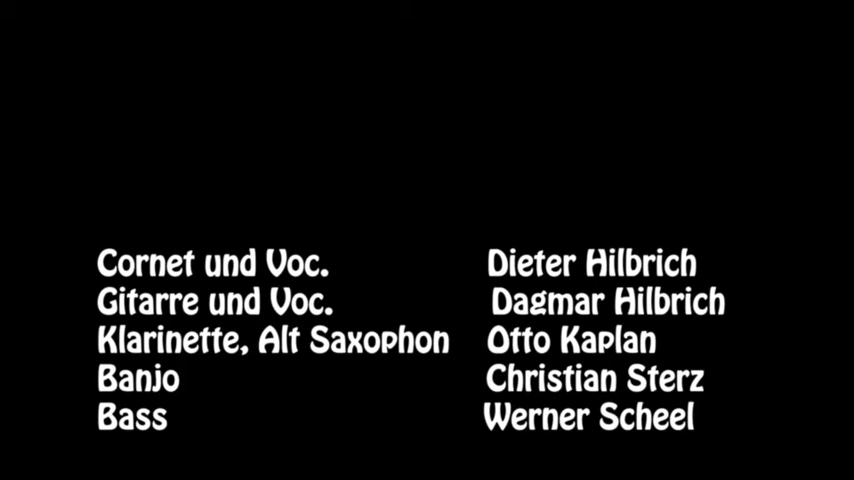 Cornet und Voc. Dieter Hilbrich
Gitarre und Voc. Dagmar Hilbrich
Klarinette, Alt Saxophon Otto Kaplan
Banjo Christian Sterz
Bass Werner Scheel